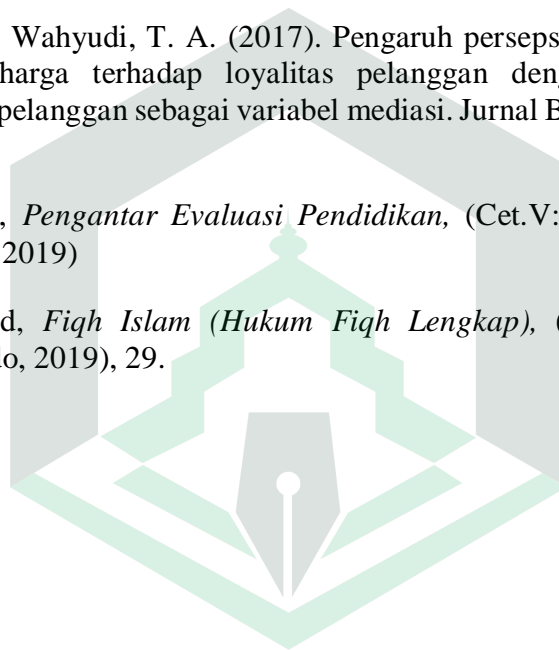 Wahyudi, T. A. (2017). Pengaruh perseps
harga terhadap loyalitas pelanggan den
pelanggan sebagai variabel mediasi. Jurnal B
, Pengantar Evaluasi Pendidikan, (Cet.V:
2019)
d, Fiqh Islam (Hukum Fiqh Lengkap), (
do, 2019), 29.